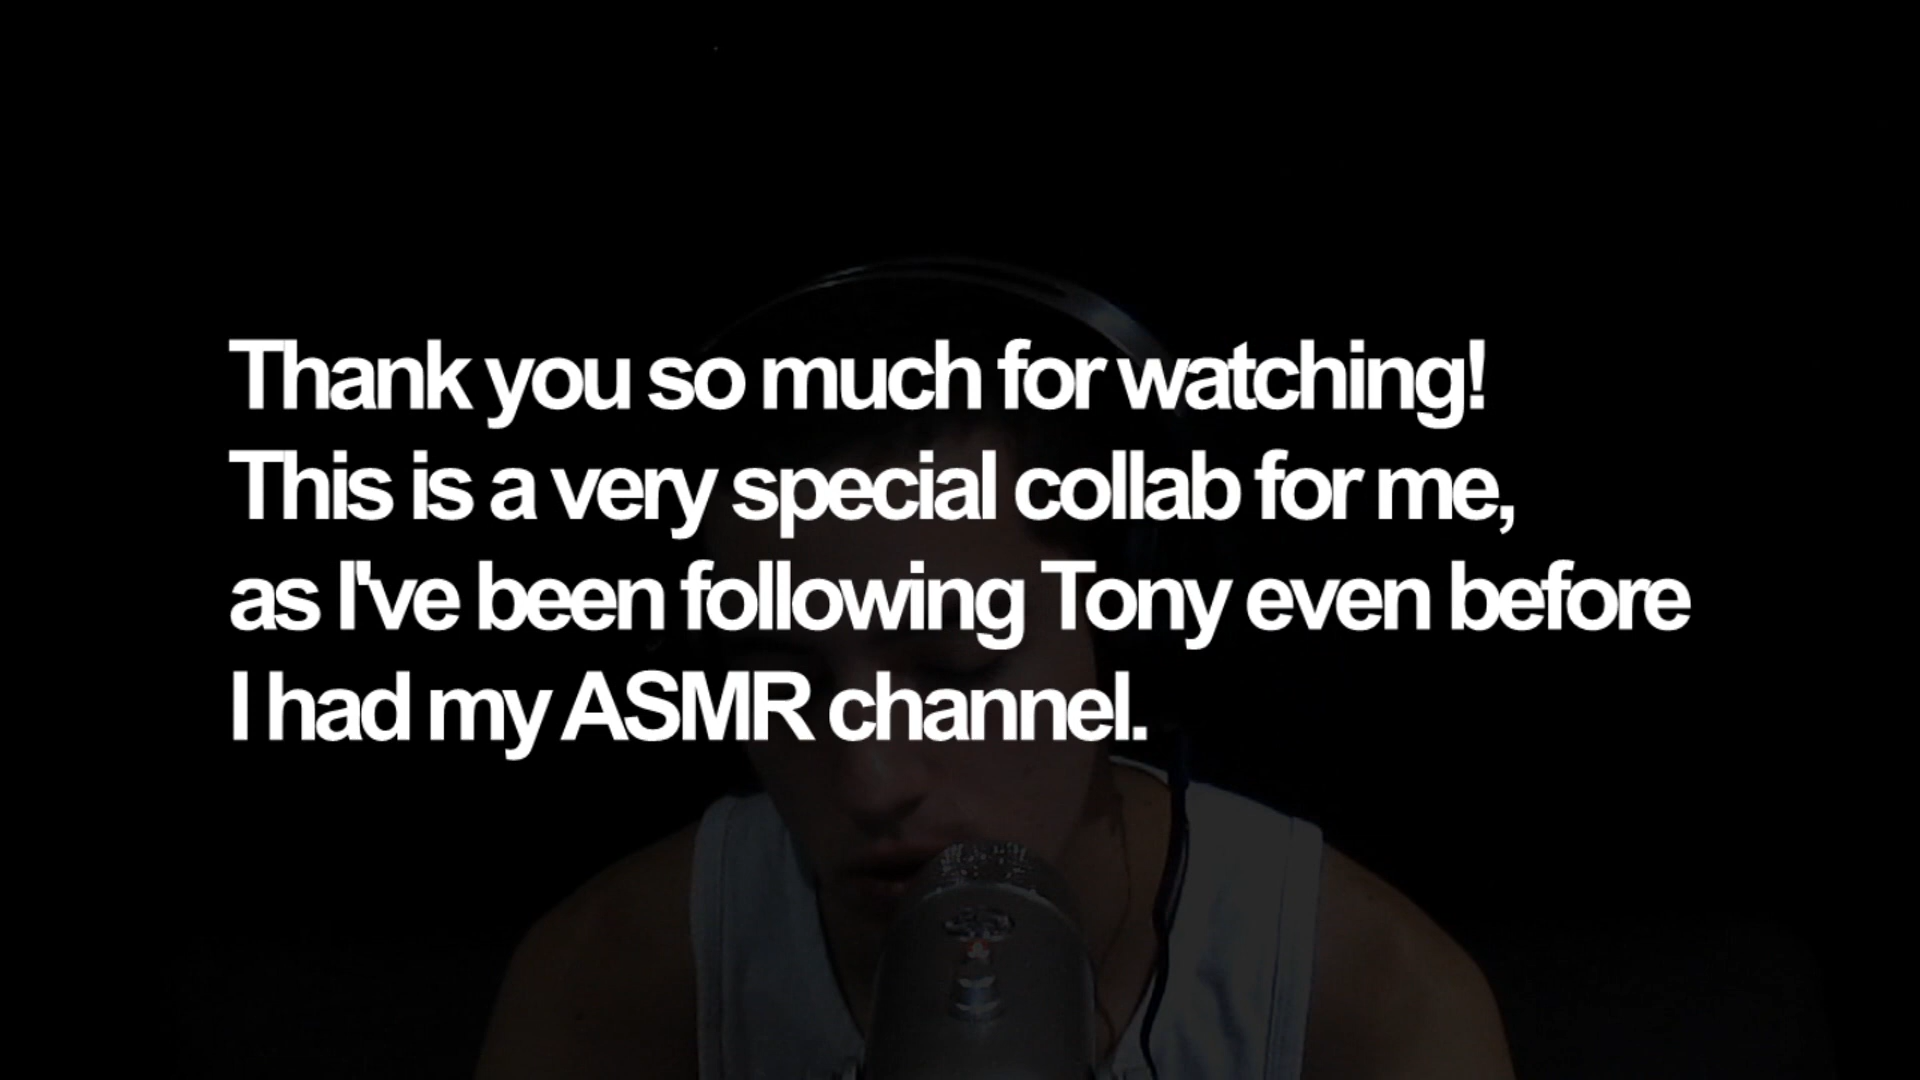 Thank you so much for watching!
This is a very special collab for me,
as I've been following Tony even before
I had my ASMR channel.